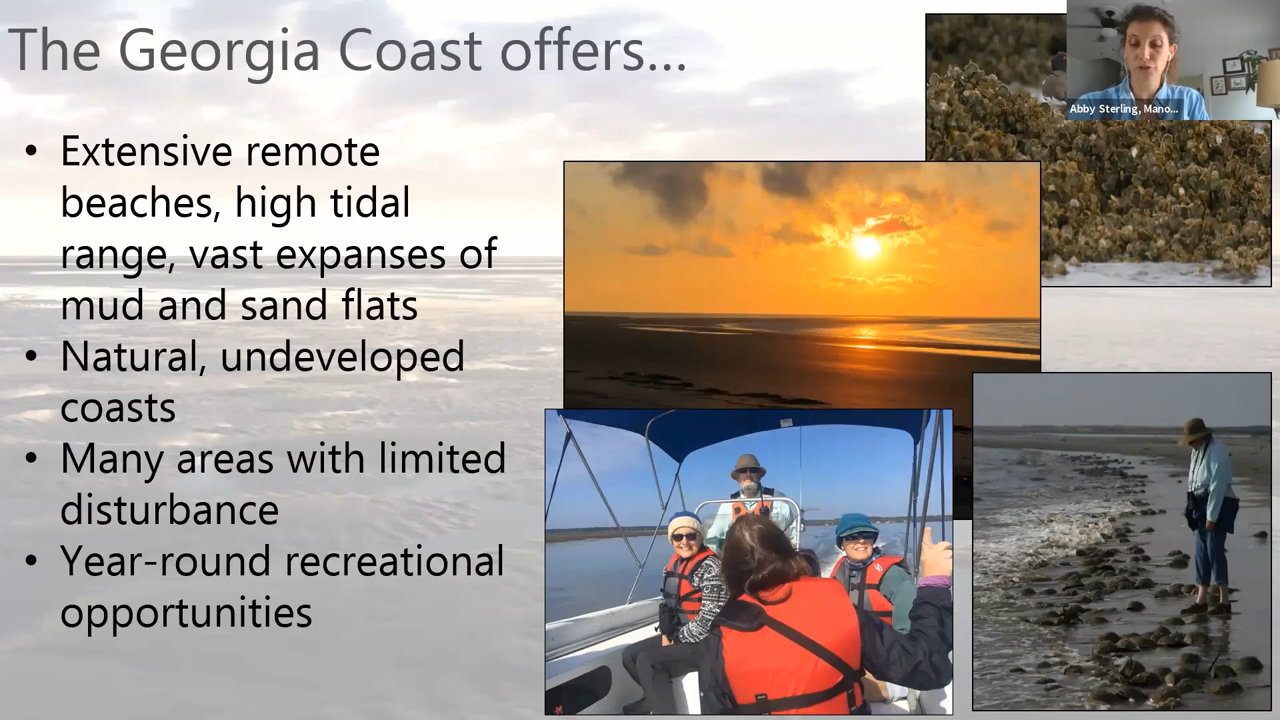 The Georgia Coast offers...
Abby Sterling, Mano...
• Extensive remote
beaches, high tidal
range, vast expanses of
mud and sand flats
• Natural, undeveloped
coasts
• Many areas with limited
disturbance
• Year-round recreational
opportunities